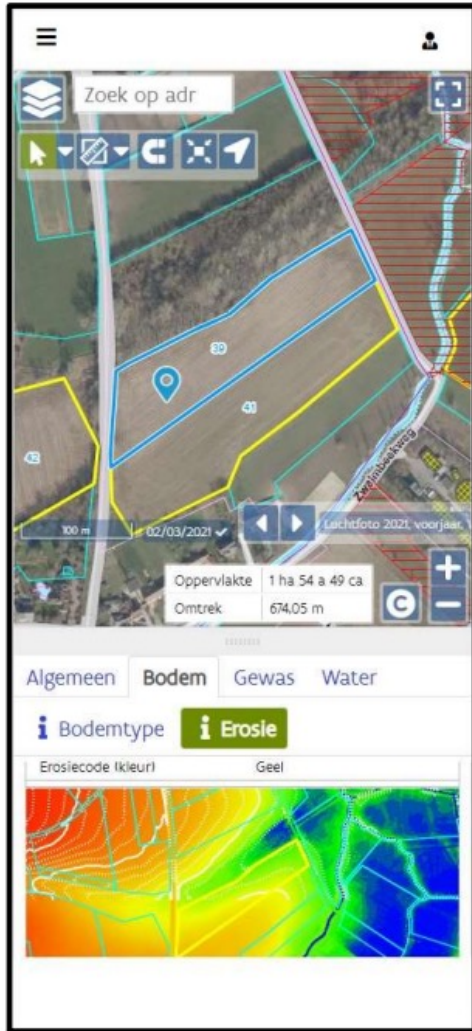 Zoek op adr
39
41
42
Zwelmbeekweg
100 m
02/03/2021
Luchtfoto 2021, voorjaar,
Oppervlakte 1 ha 54 a 49 ca
Omtrek 674,05 m
Algemeen Bodem Gewas Water
i Bodemtype i Erosie
Erosiecode (kleur) Geel